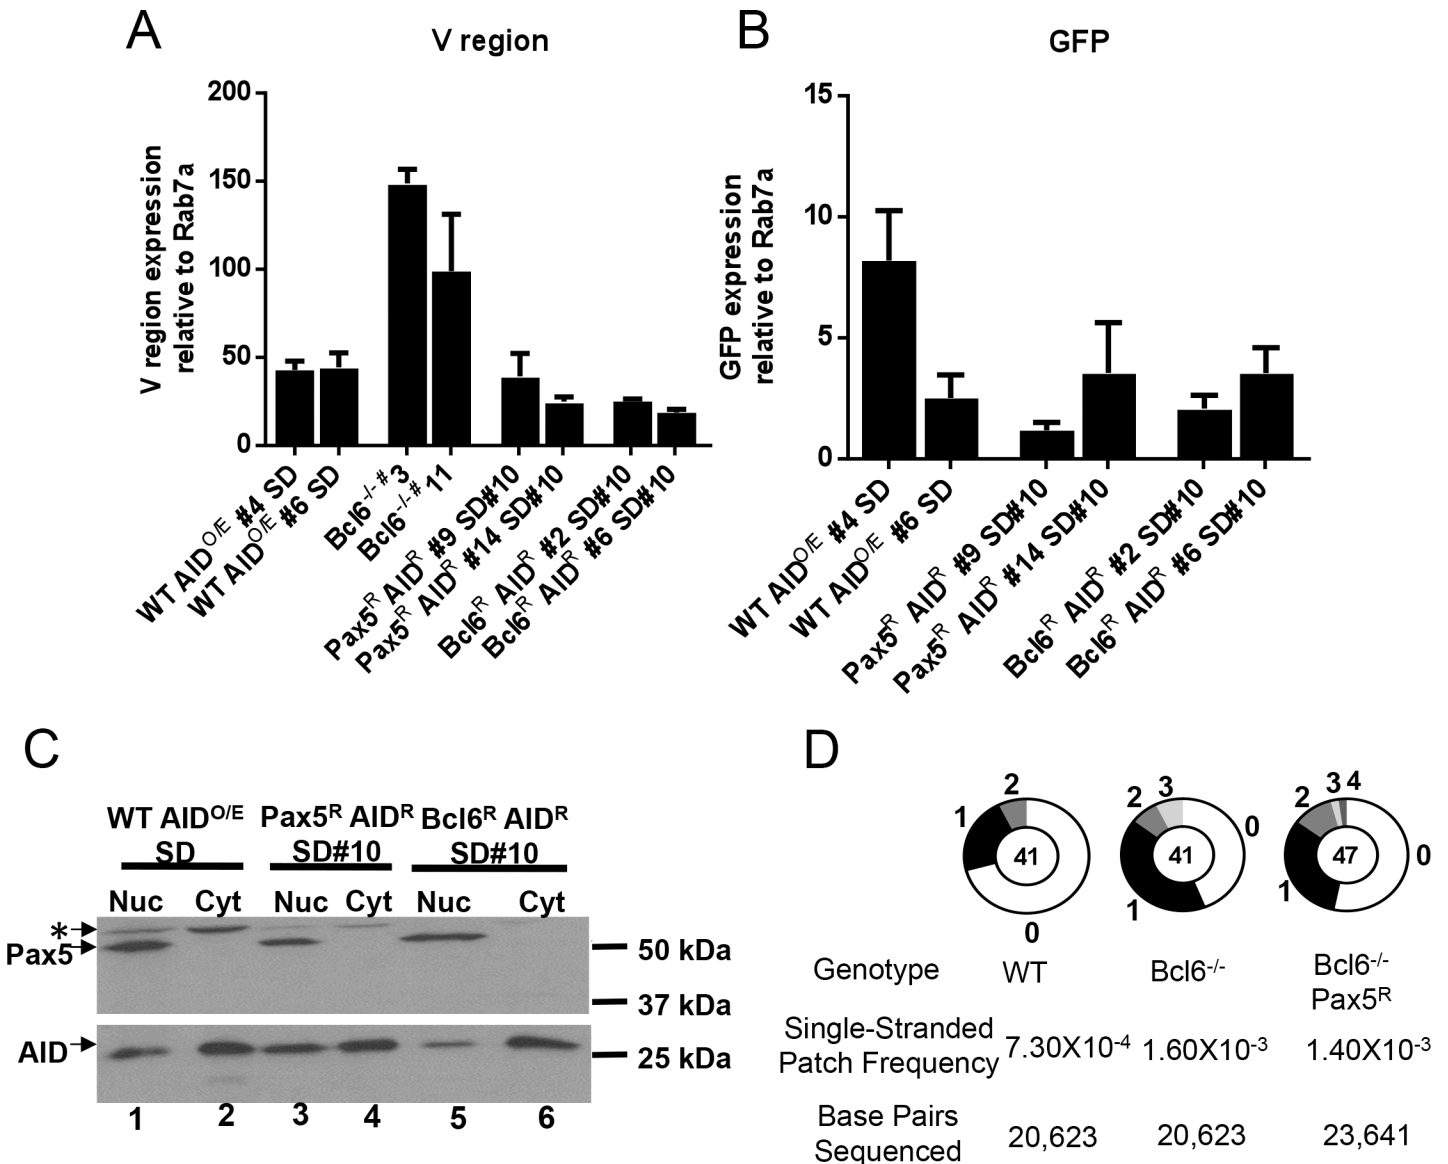 A
V region
V region expression
relative to Rab7a
200
150
100
50
0
WT AID^O/E #4 SD
WT AID^O/E #6 SD
Bcl6^-/- # 3
Bcl6^-/- # 11
Pax5^R AID^R #9 SD#10
Pax5^R AID^R #14 SD#10
Bcl6^R AID^R #2 SD#10
Bcl6^R AID^R #6 SD#10
B
GFP
GFP expression
relative to Rab7a
15
10
5
0
WT AID^O/E #4 SD
WT AID^O/E #6 SD
Pax5^R AID^R #9 SD#10
Pax5^R AID^R #14 SD#10
Bcl6^R AID^R #2 SD#10
Bcl6^R AID^R #6 SD#10
C
WT AID^O/E
SD
Pax5^R AID^R
SD#10
Bcl6^R AID^R
SD#10
Nuc Cyt Nuc Cyt Nuc Cyt
*
Pax5
50 kDa
37 kDa
AID
25 kDa
1 2 3 4 5 6
D
2
1
41
0
2 3
0
41
1
2 3 4
0
47
1
Genotype WT Bcl6^-/- Bcl6^-/-
Pax5^R
Single-Stranded
Patch Frequency 7.30X10^-4 1.60X10^-3 1.40X10^-3
Base Pairs
Sequenced 20,623 20,623 23,641